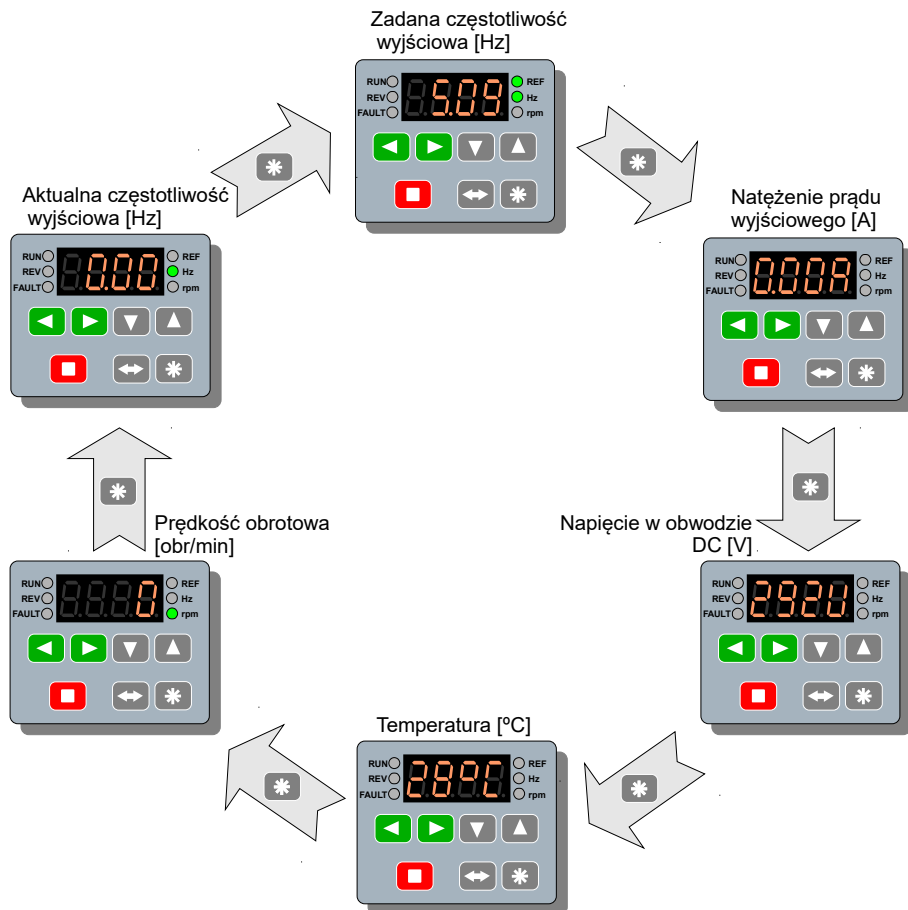 Zadana częstotliwość
wyjściowa [Hz]
RUN 5.09 REF
REV Hz
FAULT rpm
Aktualna częstotliwość
wyjściowa [Hz]
RUN 0.00 REF
REV Hz
FAULT rpm
Natężenie prądu
wyjściowego [A]
RUN 0.00A REF
REV Hz
FAULT rpm
Prędkość obrotowa
[obr/min]
RUN 0 REF
REV Hz
FAULT rpm
Napięcie w obwodzie
DC [V]
RUN 292U REF
REV Hz
FAULT rpm
Temperatura [ºC]
RUN 28ºC REF
REV Hz
FAULT rpm